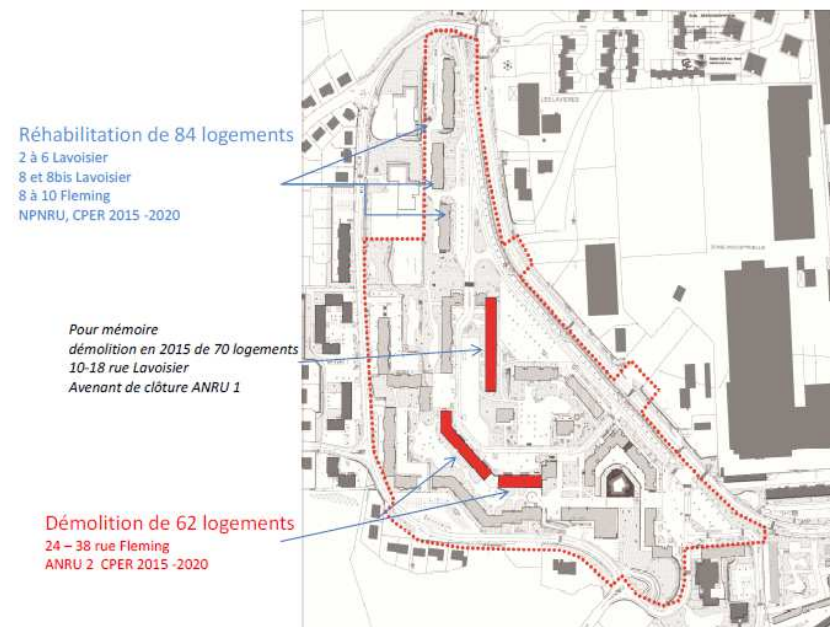 Réhabilitation de 84 logements
2 à 6 Lavoisier
8 et 8bis Lavoisier
8 à 10 Fleming
NPNRU, CPER 2015 -2020
Pour mémoire
démolition en 2015 de 70 logements
10-18 rue Lavoisier
Avenant de clôture ANRU 1
Démolition de 62 logements
24 – 38 rue Fleming
ANRU 2 CPER 2015 -2020
LES LAVIERES
ZONE INDUSTRIELLE